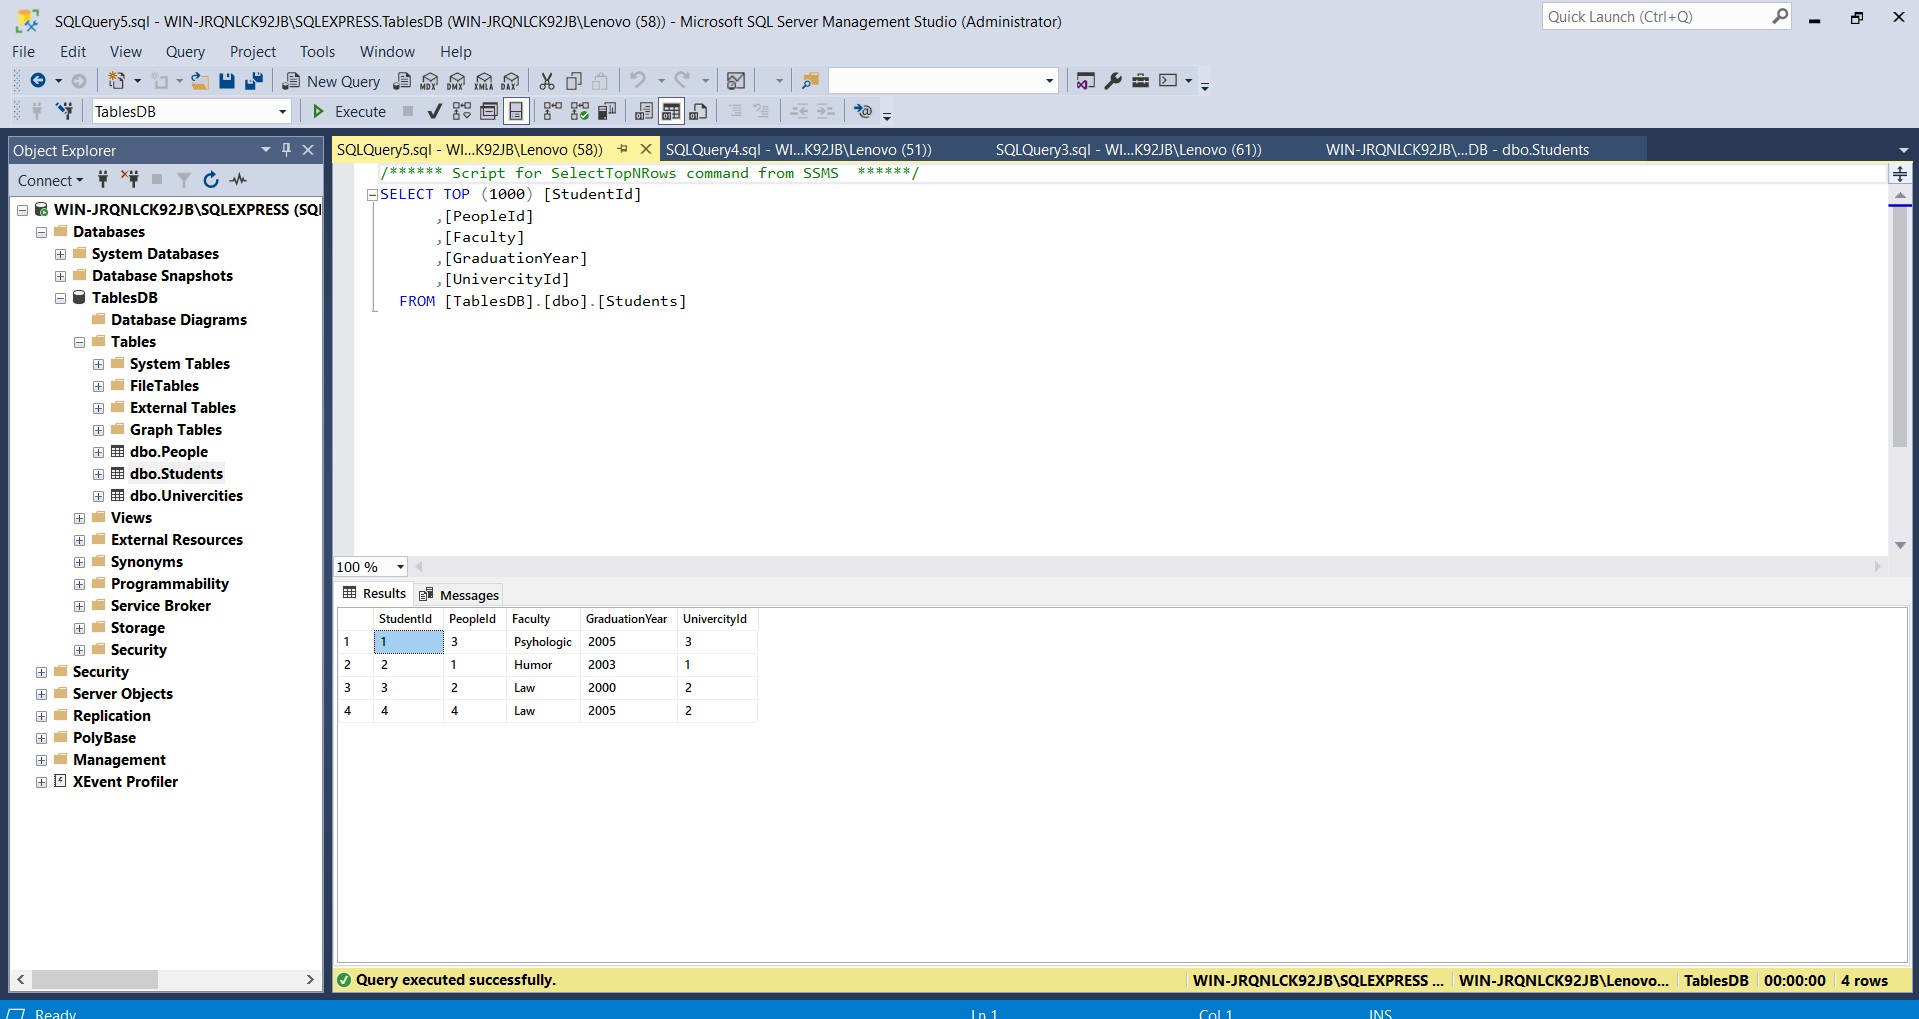 SQLQuery5.sql - WIN-JRQNLCK92JB\SQLEXPRESS.TablesDB (WIN-JRQNLCK92JB\Lenovo (58)) - Microsoft SQL Server Management Studio (Administrator)
Quick Launch (Ctrl+Q)
File Edit View Query Project Tools Window Help
New Query MDX DMX XMLA DAX
TablesDB Execute
Object Explorer
Connect
WIN-JRQNLCK92JB\SQLEXPRESS (SQL
Databases
System Databases
Database Snapshots
TablesDB
Database Diagrams
Tables
System Tables
FileTables
External Tables
Graph Tables
dbo.People
dbo.Students
dbo.Univercities
Views
External Resources
Synonyms
Programmability
Service Broker
Storage
Security
Security
Server Objects
Replication
PolyBase
Management
XEvent Profiler
SQLQuery5.sql - WI...K92JB\Lenovo (58)) SQLQuery4.sql - WI...K92JB\Lenovo (51)) SQLQuery3.sql - WI...K92JB\Lenovo (61)) WIN-JRQNLCK92JB\...DB - dbo.Students
/****** Script for SelectTopNRows command from SSMS  ******/
SELECT TOP (1000) [StudentId]
,[PeopleId]
,[Faculty]
,[GraduationYear]
,[UnivercityId]
FROM [TablesDB].[dbo].[Students]
100 %
Results Messages
StudentId PeopleId Faculty GraduationYear UnivercityId
1 1 3 Psyhologic 2005 3
2 2 1 Humor 2003 1
3 3 2 Law 2000 2
4 4 4 Law 2005 2
Query executed successfully. WIN-JRQNLCK92JB\SQLEXPRESS ... WIN-JRQNLCK92JB\Lenovo... TablesDB 00:00:00 4 rows
Ready Ln 1 Col 1 INS